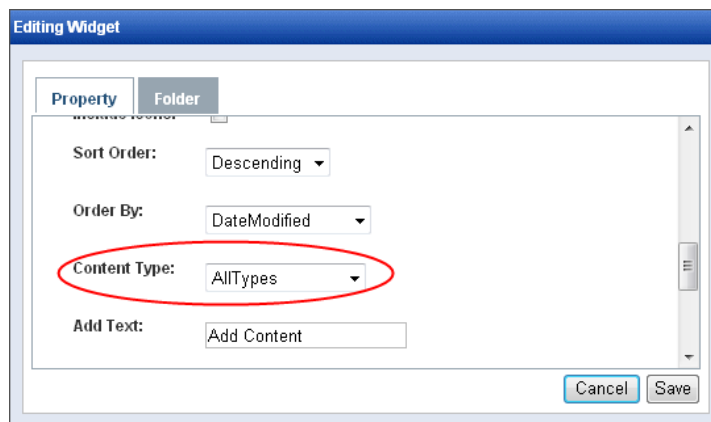 Editing Widget
Property Folder
Sort Order: Descending
Order By: DateModified
Content Type: AllTypes
Add Text: Add Content
Cancel Save